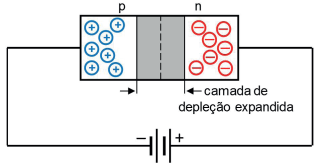 p n
camada de
depleção expandida
− +